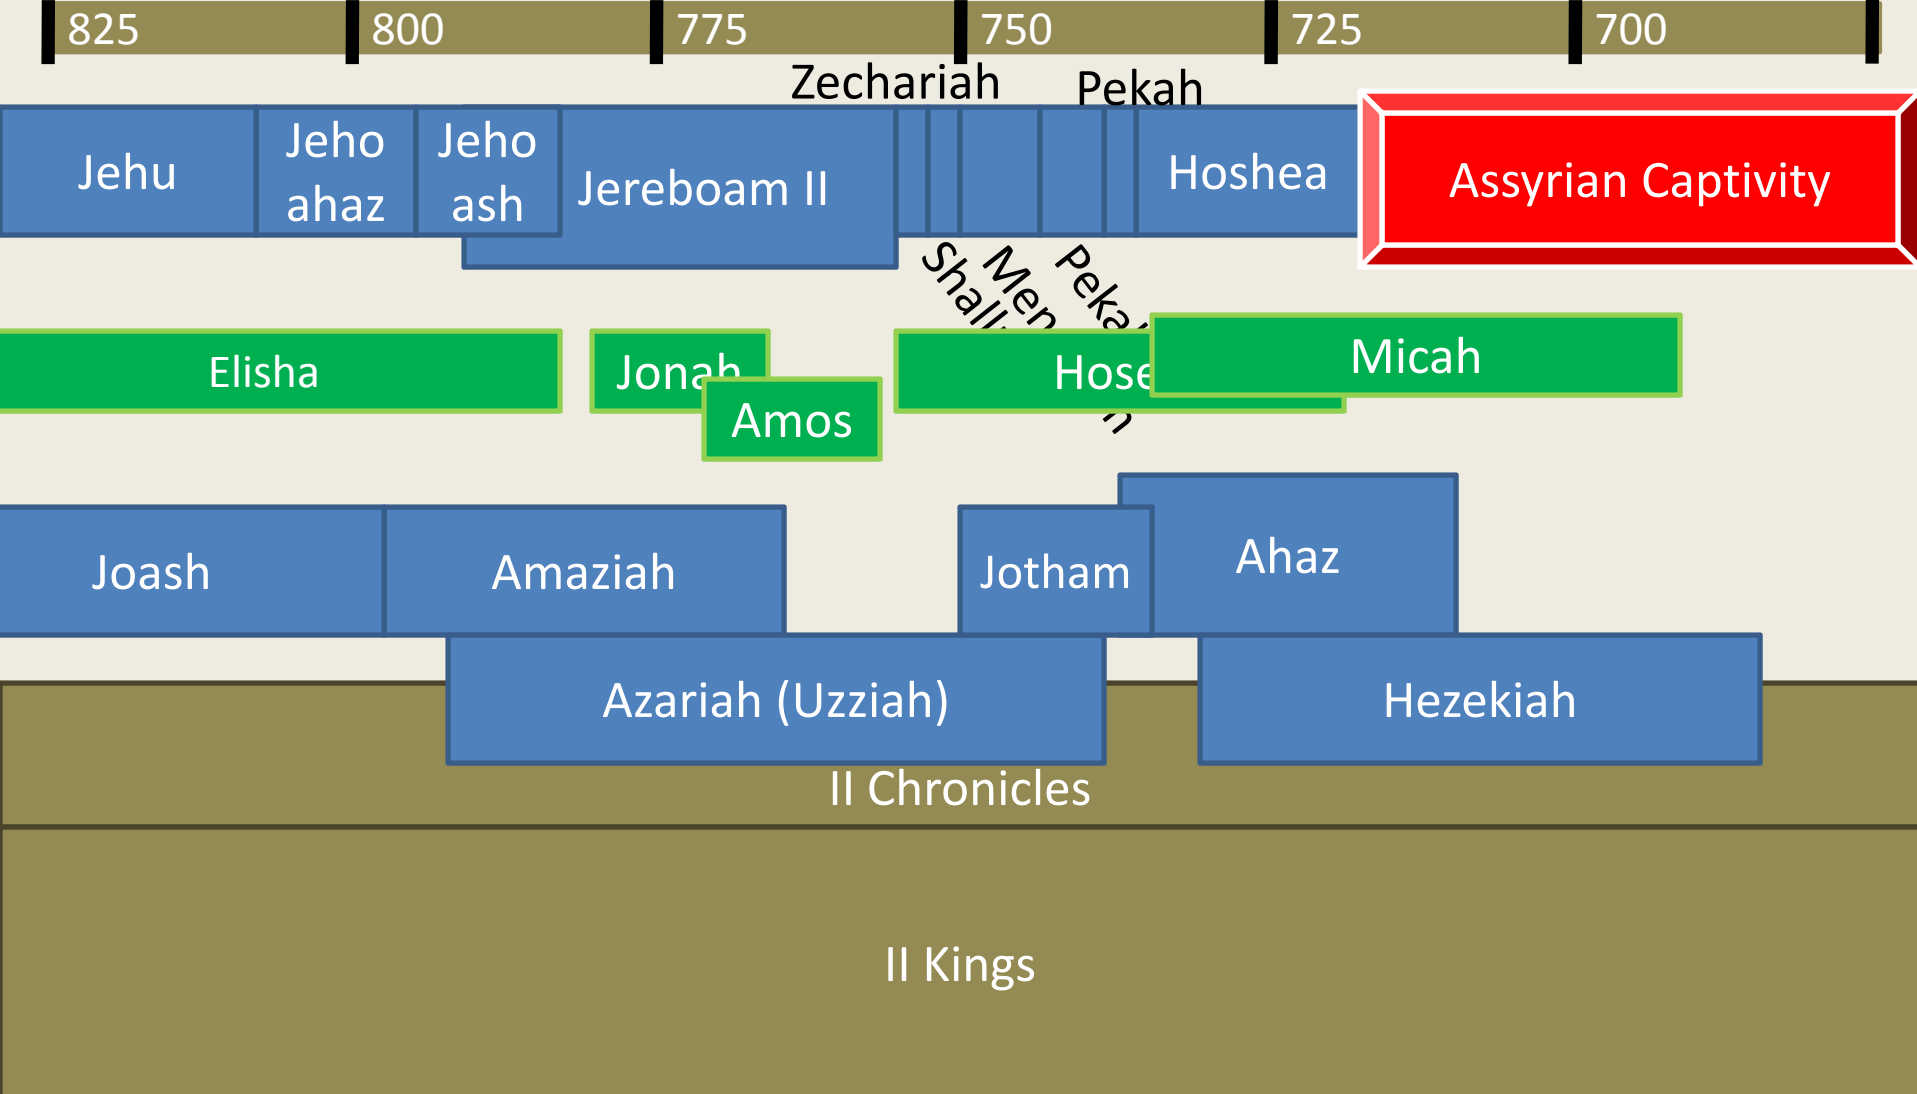 825 800 775 750 725 700
Zechariah Pekah
Jehu
Jeho
ahaz
Jeho
ash
Jereboam II
Hoshea
Assyrian Captivity
Elisha
Jonah
Amos
Micah
Joash
Amaziah
Jotham
Ahaz
Azariah (Uzziah)
Hezekiah
II Chronicles
II Kings